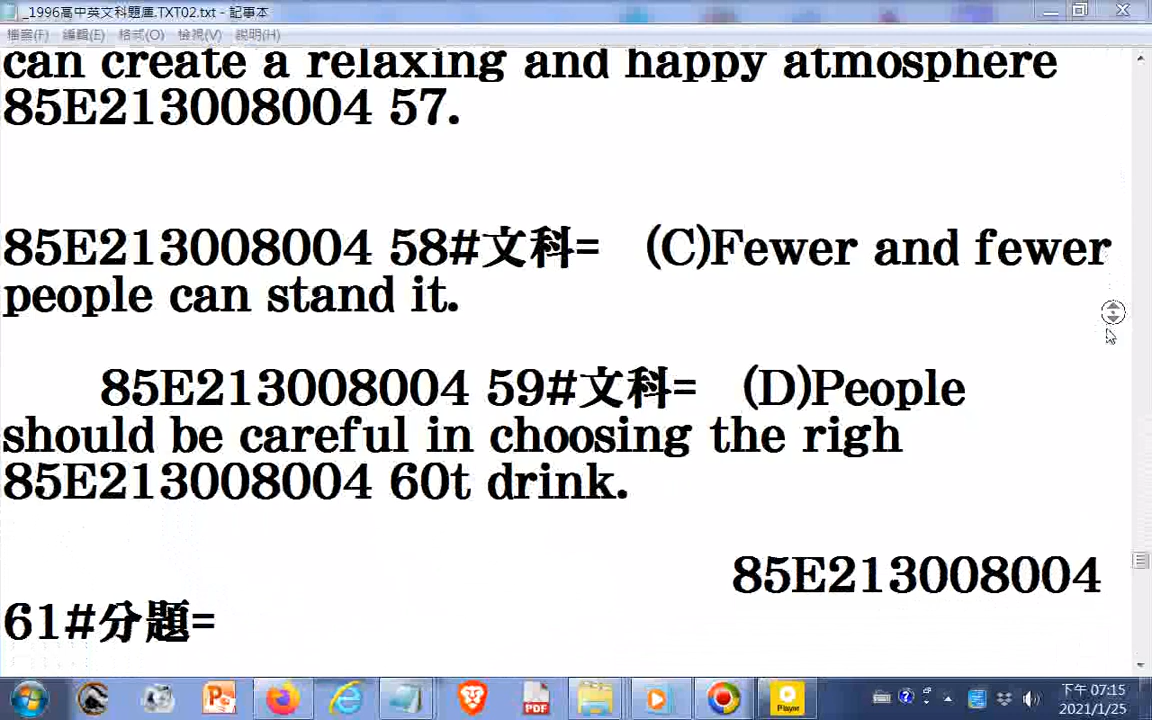 _1996高中英文科題庫.TXT02.txt - 記事本
檔案(F) 編輯(E) 格式(O) 檢視(V) 說明(H)
can create a relaxing and happy atmosphere
85E213008004 57.
85E213008004 58#文科= (C)Fewer and fewer
people can stand it.
85E213008004 59#文科= (D)People
should be careful in choosing the righ
85E213008004 60t drink.
85E213008004
61#分題=
PDF
Player
下午 07:15
2021/1/25